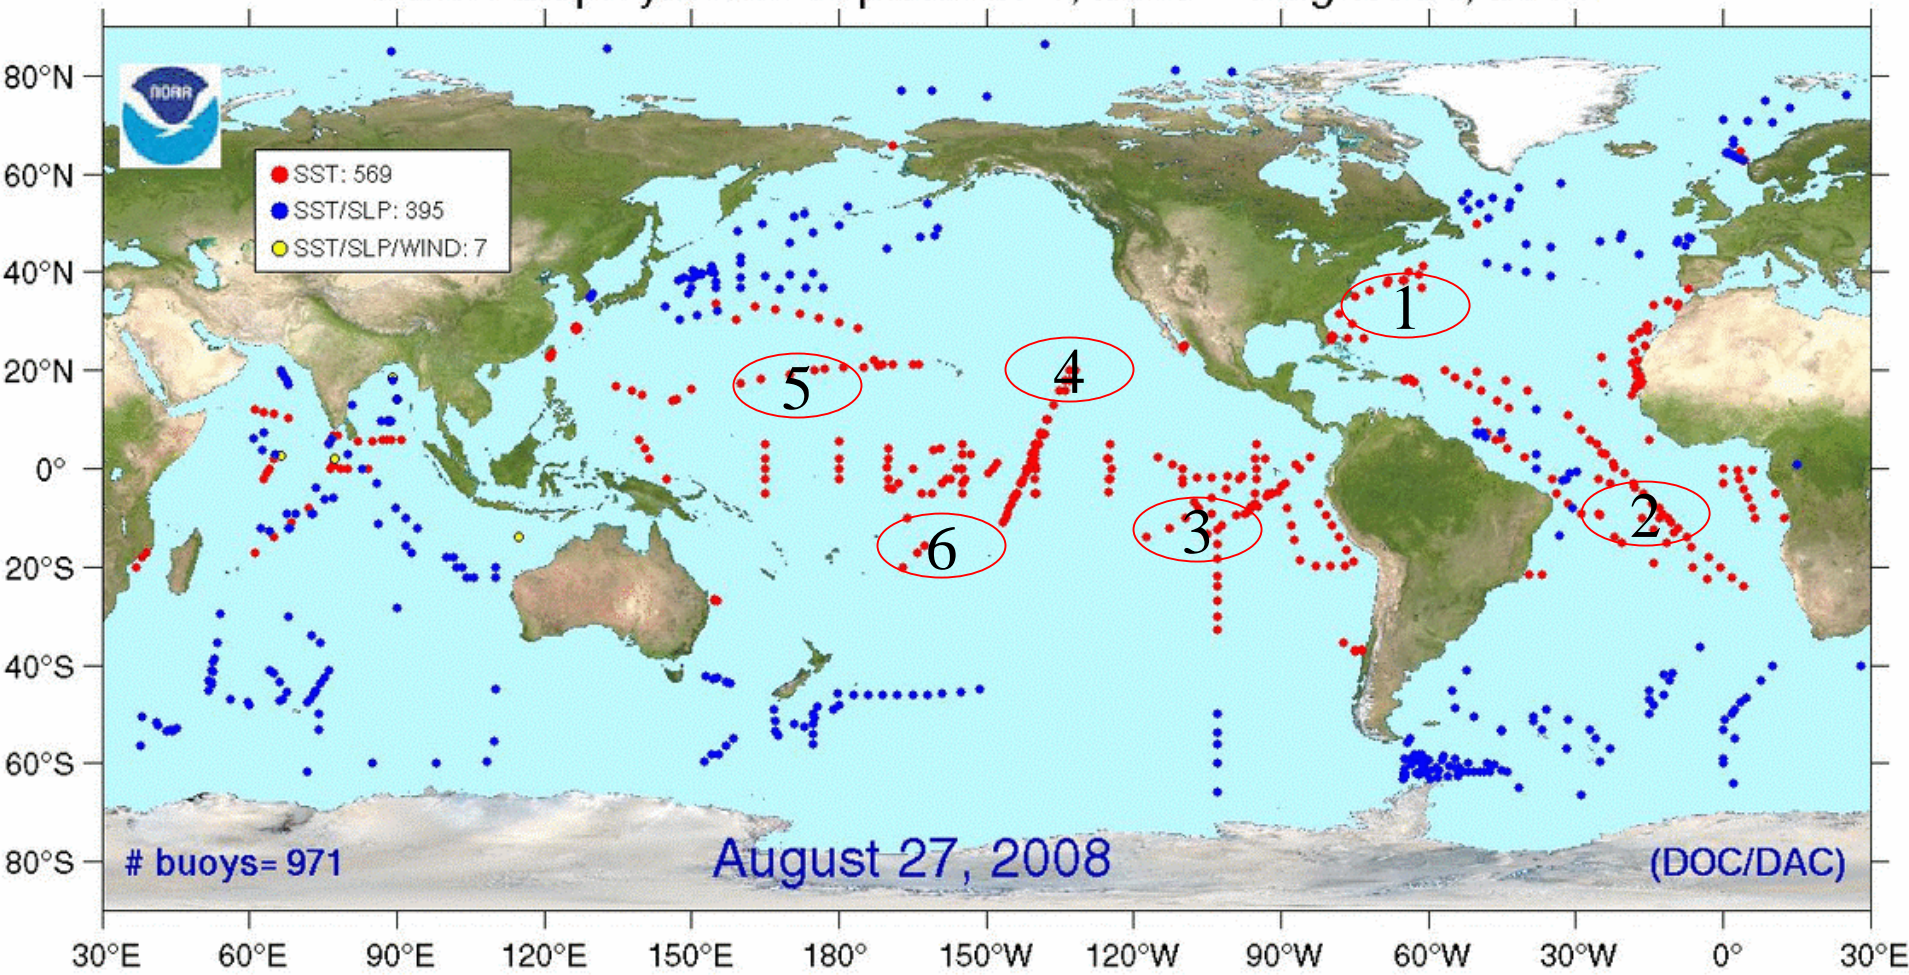 80°N
NOAA
SST: 569
SST/SLP: 395
SST/SLP/WIND: 7
60°N
40°N
20°N
0°
20°S
40°S
60°S
80°S
1
4
5
2
3
6
# buoys= 971
August 27, 2008
(DOC/DAC)
30°E 60°E 90°E 120°E 150°E 180° 150°W 120°W 90°W 60°W 30°W 0° 30°E